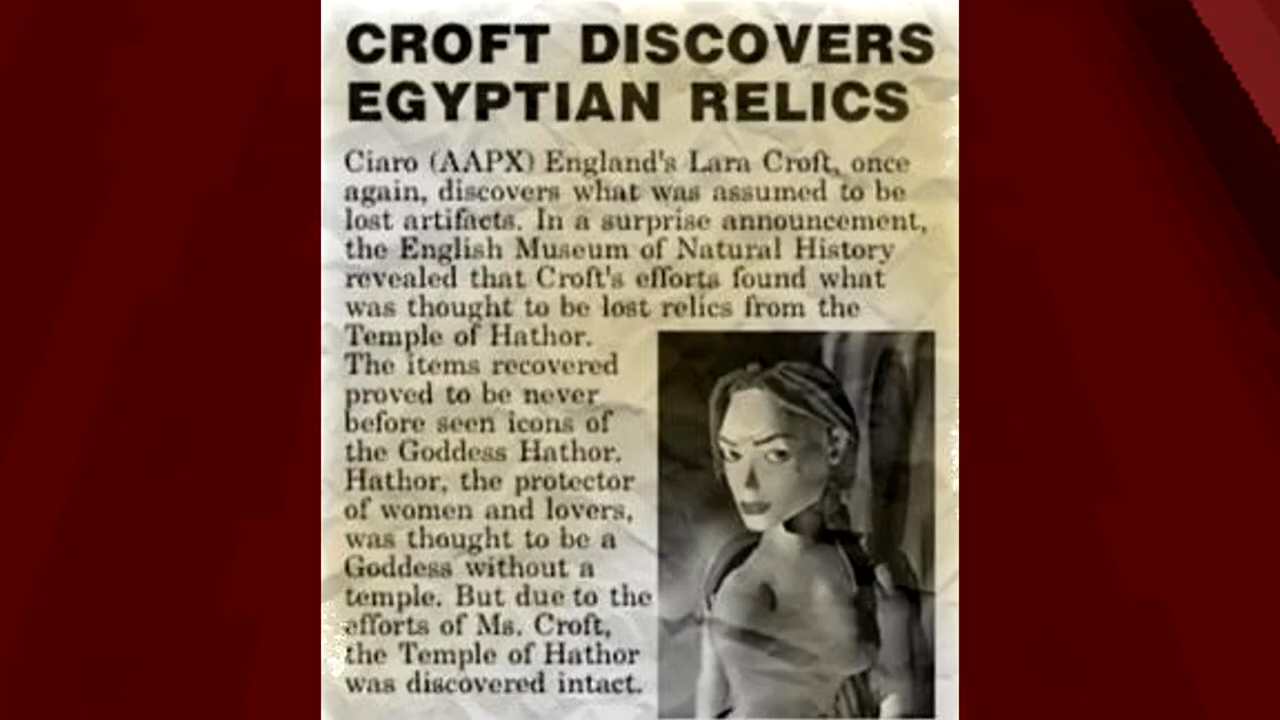 CROFT DISCOVERS
EGYPTIAN RELICS
Ciaro (AAPX) England's Lara Croft, once
again, discovers what was assumed to be
lost artifacts. In a surprise announcement,
the English Museum of Natural History
revealed that Croft's efforts found what
was thought to be lost relics from the
Temple of Hathor.
The items recovered
proved to be never
before seen icons of
the Goddess Hathor.
Hathor, the protector
of women and lovers,
was thought to be a
Goddess without a
temple. But due to the
efforts of Ms. Croft,
the Temple of Hathor
was discovered intact.